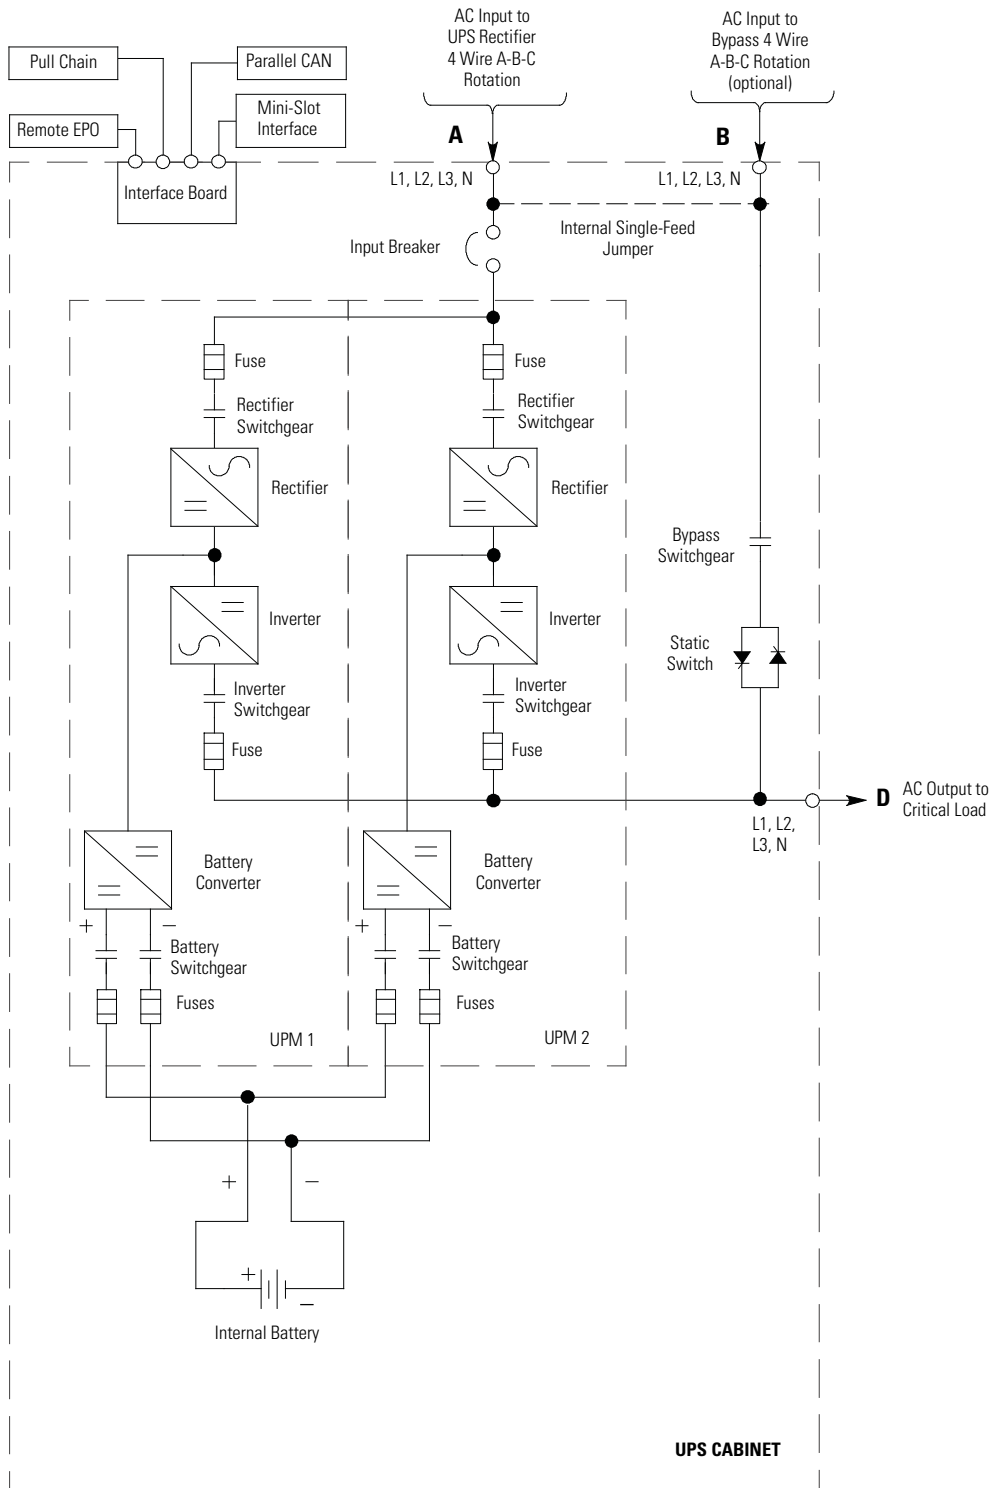 AC Input to
UPS Rectifier
4 Wire A-B-C
Rotation
AC Input to
Bypass 4 Wire
A-B-C Rotation
(optional)
Pull Chain
Parallel CAN
Remote EPO
Mini-Slot
Interface
Interface Board
A
B
L1, L2, L3, N
L1, L2, L3, N
Internal Single-Feed
Jumper
Input Breaker
Fuse
Fuse
Rectifier
Switchgear
Rectifier
Switchgear
Rectifier
Rectifier
Bypass
Switchgear
Inverter
Inverter
Static
Switch
Inverter
Switchgear
Inverter
Switchgear
Fuse
Fuse
D
AC Output to
Critical Load
L1, L2,
L3, N
Battery
Converter
Battery
Converter
+ −
+ −
Battery
Switchgear
Battery
Switchgear
Fuses
Fuses
UPM 1
UPM 2
+ −
+
−
Internal Battery
UPS CABINET